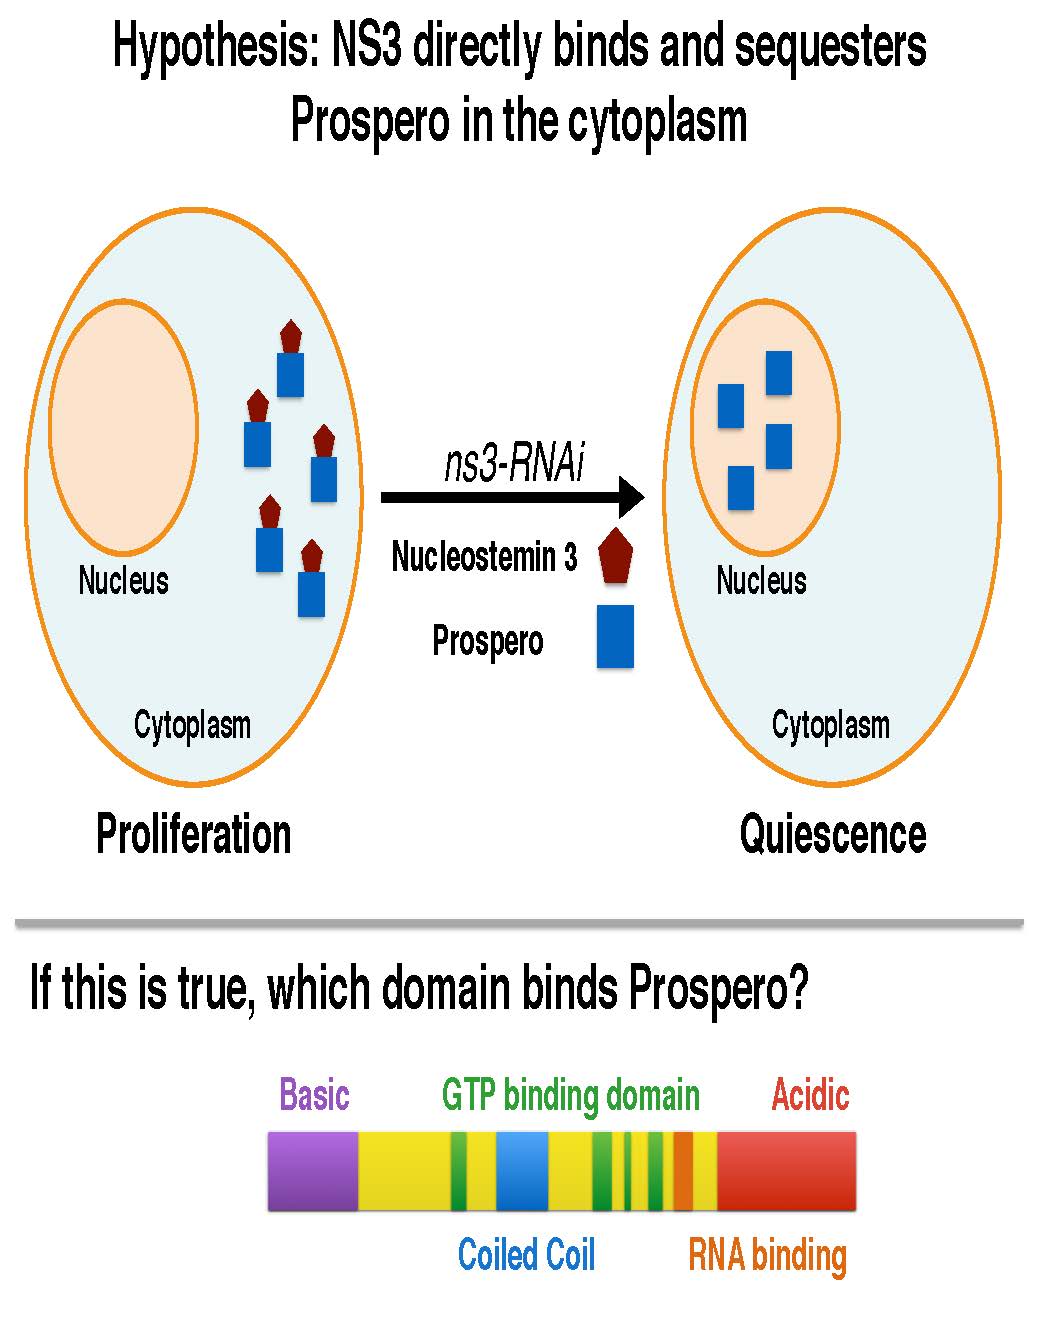 Hypothesis: NS3 directly binds and sequesters
Prospero in the cytoplasm
ns3-RNAi
Nucleostemin 3
Prospero
Nucleus
Cytoplasm
Proliferation
Nucleus
Cytoplasm
Quiescence
If this is true, which domain binds Prospero?
Basic
GTP binding domain
Acidic
Coiled Coil
RNA binding